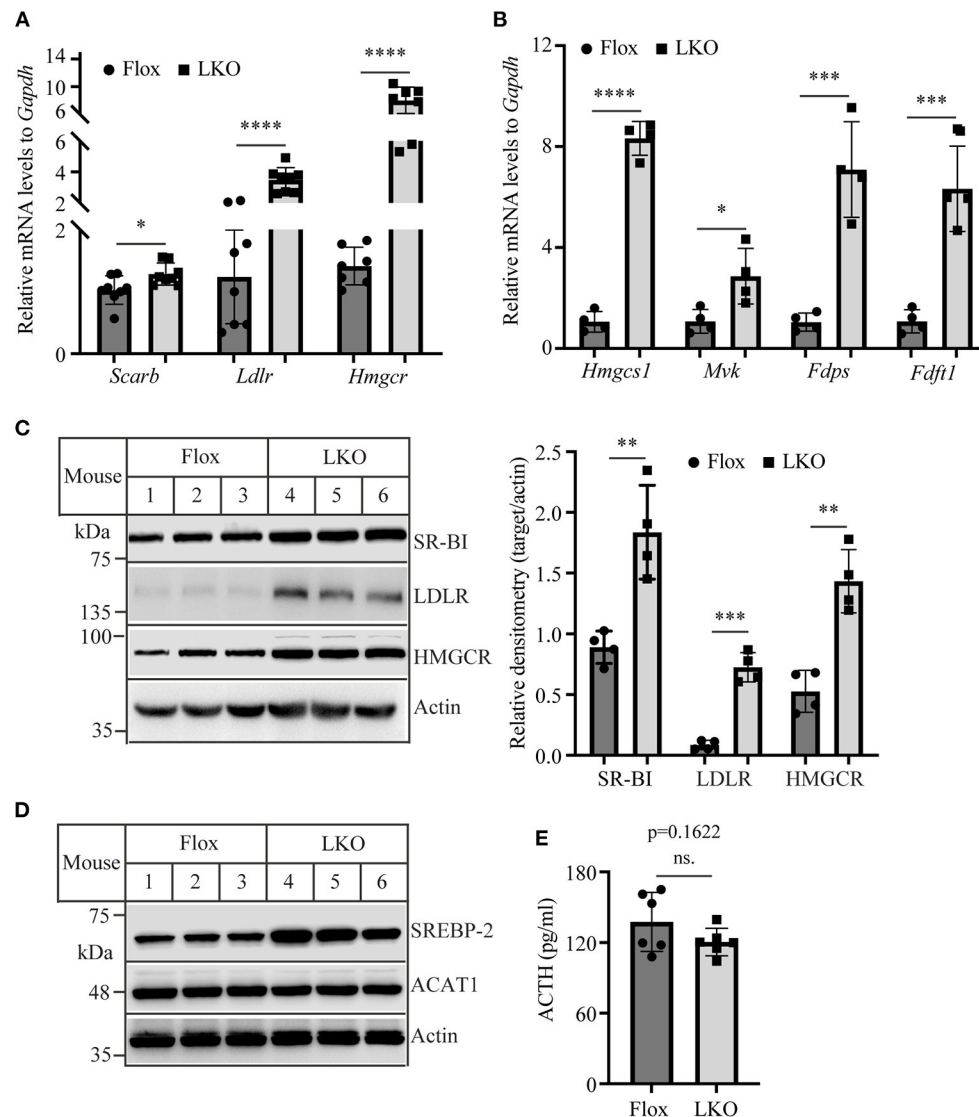 A
Relative mRNA levels to Gapdh
Flox LKO
14
10
6
6
4
2
2
1
0
* **** ****
Scarb Ldlr Hmgcr
B
Relative mRNA levels to Gapdh
Flox LKO
12
8
4
0
**** * *** ***
Hmgcs1 Mvk Fdps Fdft1
C
Mouse Flox LKO
1 2 3 4 5 6
kDa
75
SR-BI
135
LDLR
100
HMGCR
35
Actin
Relative densitometry (target/actin)
Flox LKO
2.5
2.0
1.5
1.0
0.5
0.0
** *** **
SR-BI LDLR HMGCR
D
Mouse Flox LKO
1 2 3 4 5 6
75
kDa
SREBP-2
48
ACAT1
35
Actin
E
p=0.1622
ns.
ACTH (pg/ml)
180
120
60
0
Flox LKO